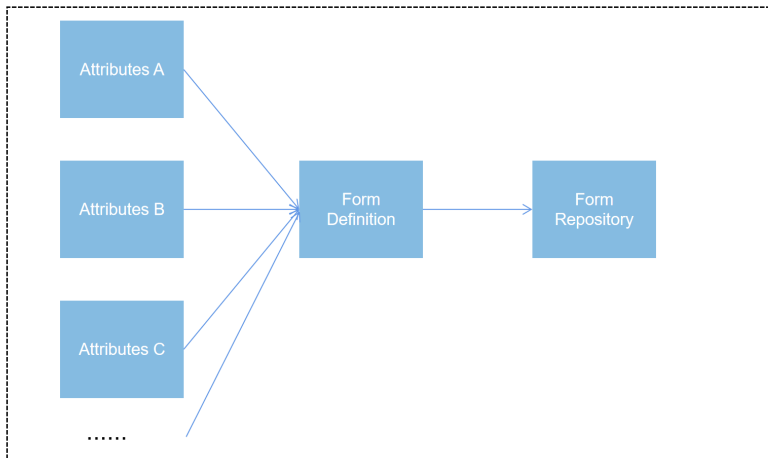 Attributes A
Attributes B
Form
Definition
Form
Repository
Attributes C
......